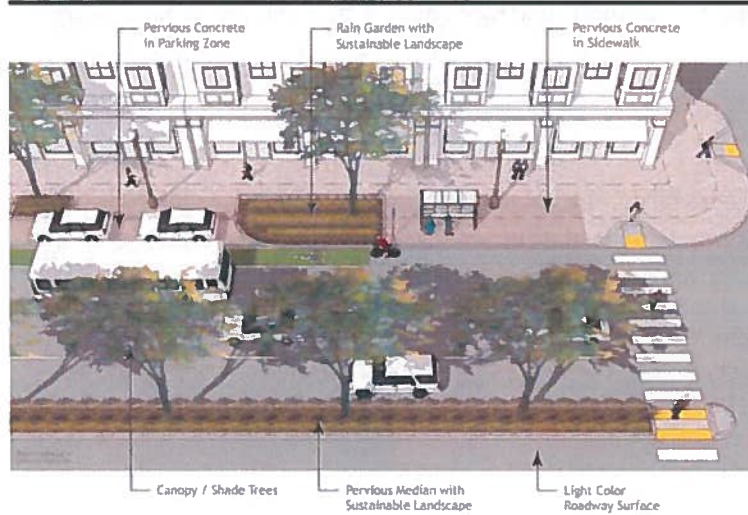 Pervious Concrete
in Parking Zone
Rain Garden with
Sustainable Landscape
Pervious Concrete
in Sidewalk
Canopy / Shade Trees
Pervious Median with
Sustainable Landscape
Light Color
Roadway Surface